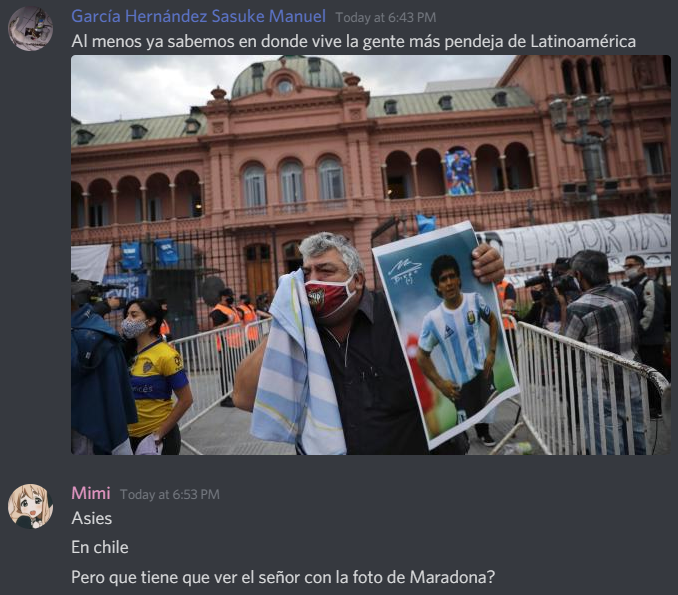 García Hernández Sasuke Manuel Today at 6:43 PM
Al menos ya sabemos en donde vive la gente más pendeja de Latinoamérica
IMPORTA
Mimi Today at 6:53 PM
Asies
En chile
Pero que tiene que ver el señor con la foto de Maradona?